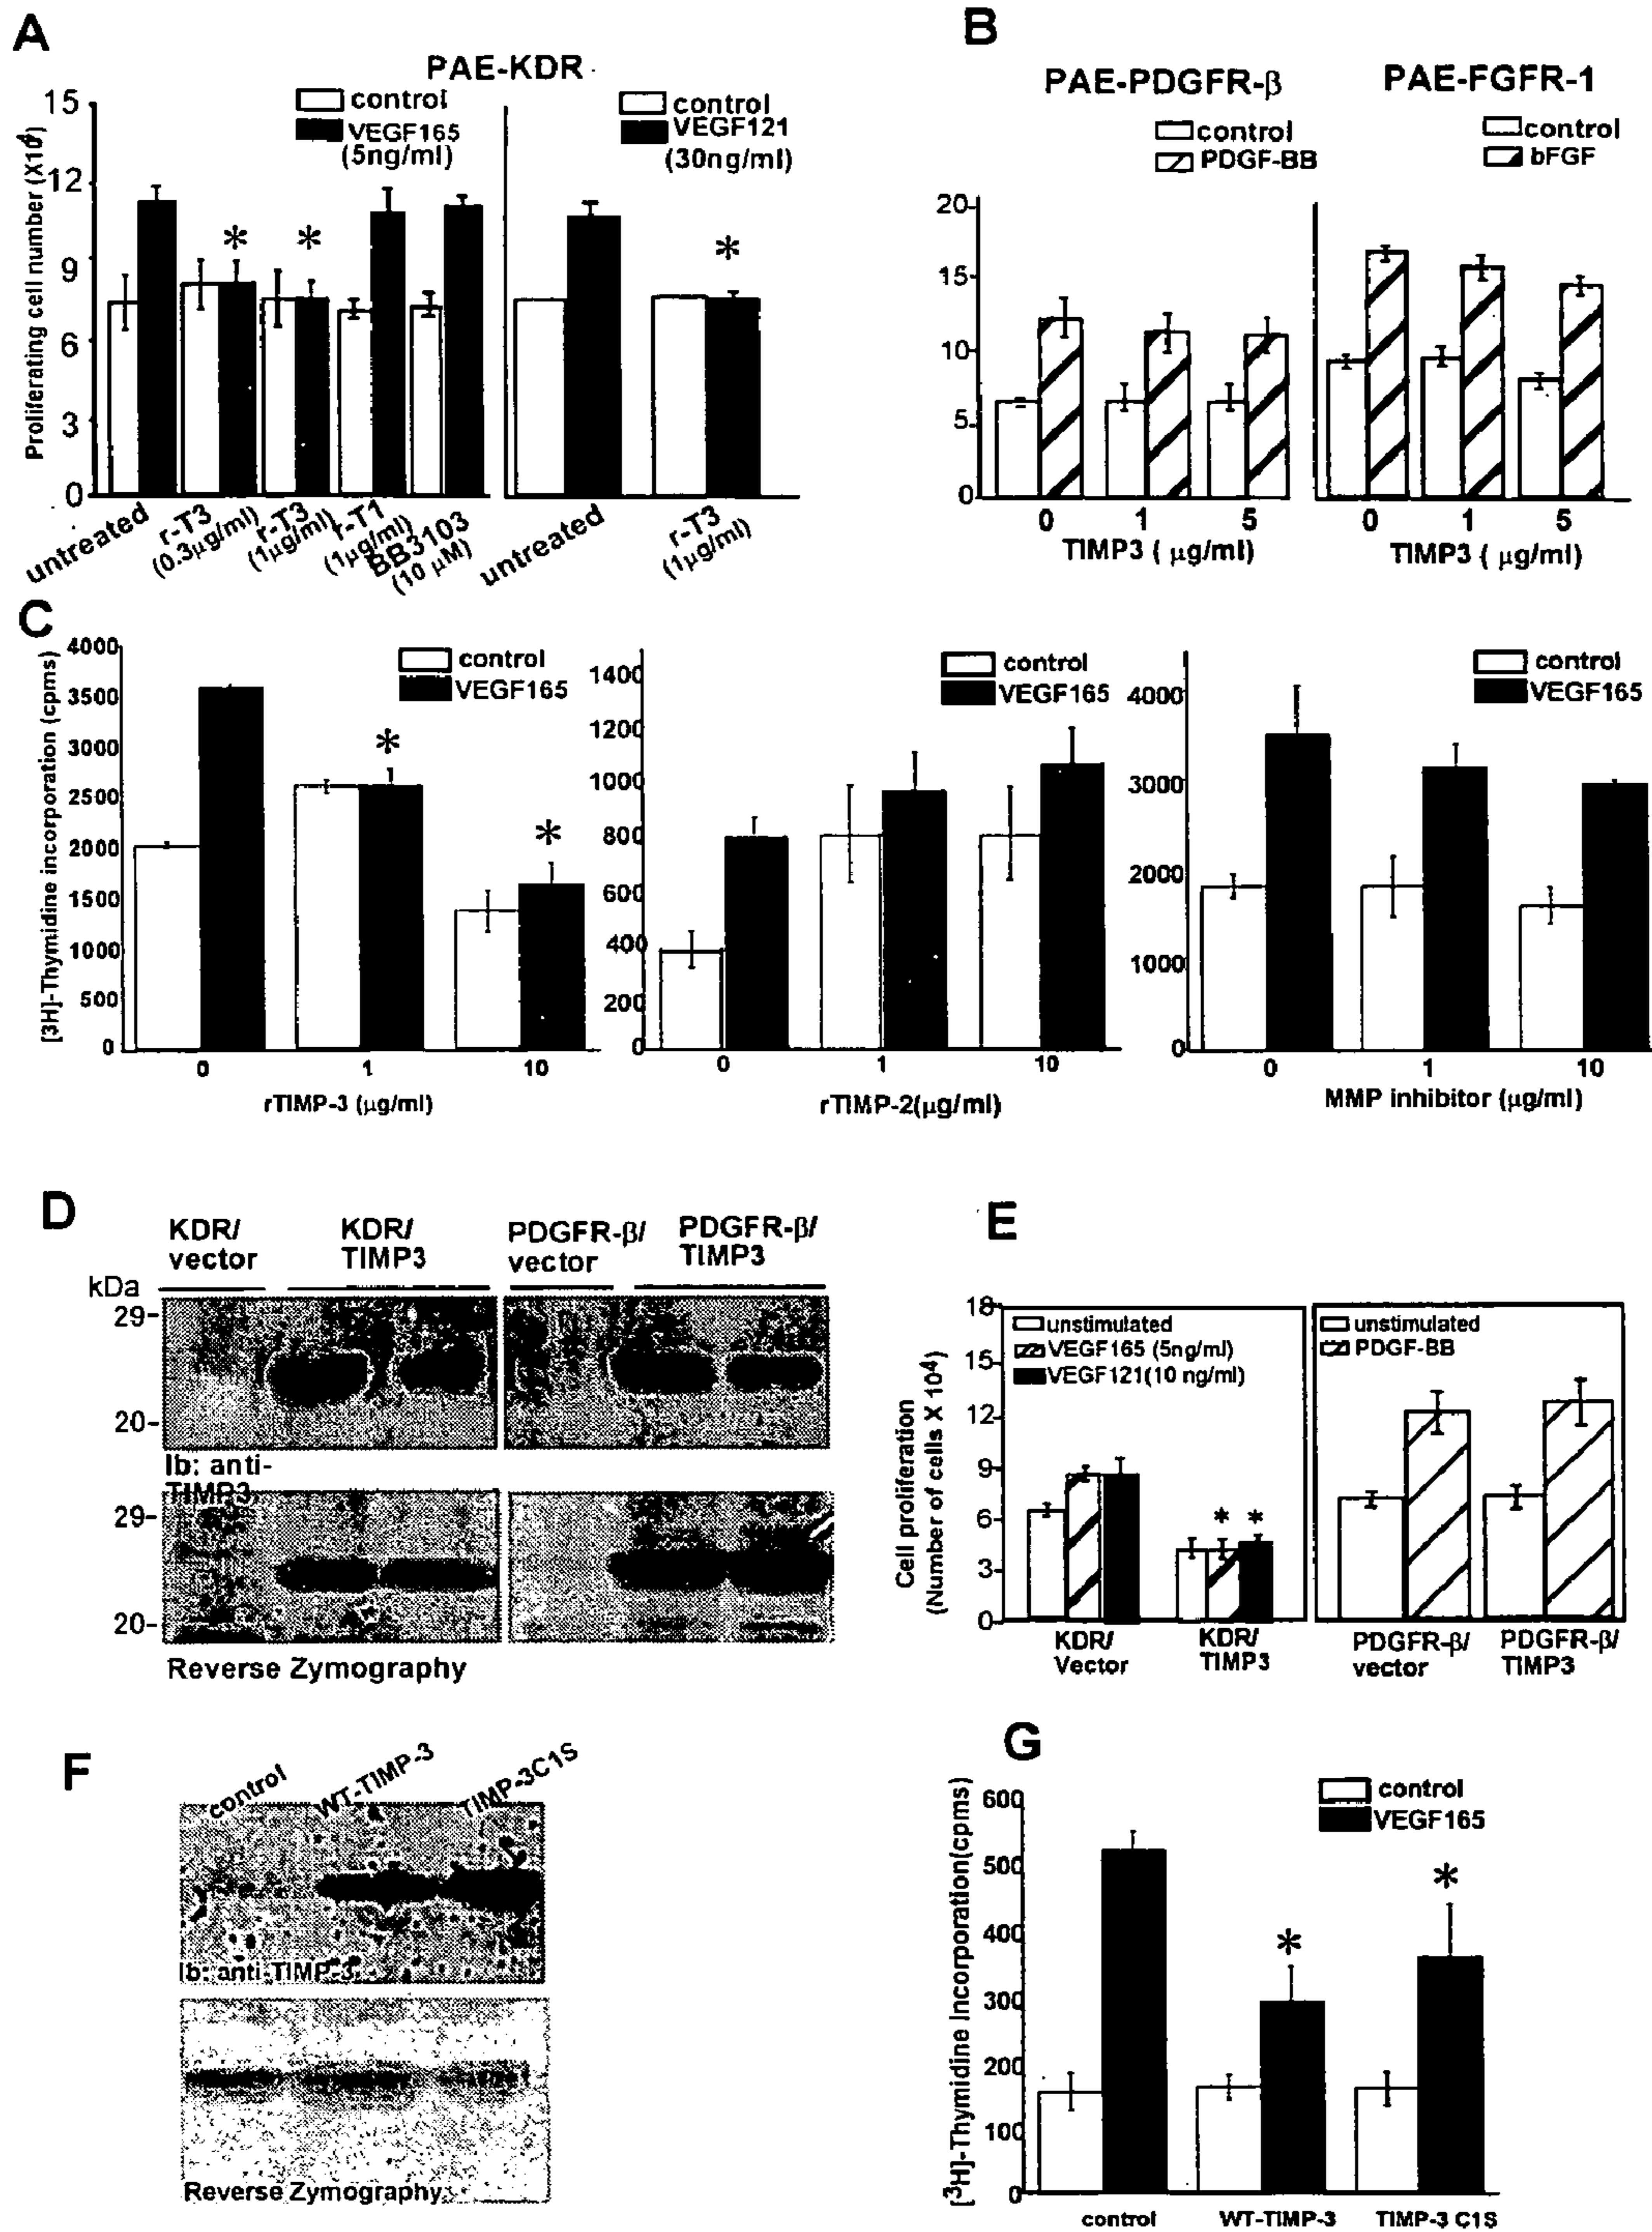 A
PAE-KDR
control
VEGF165
(5ng/ml)
control
VEGF121
(30ng/ml)
Proliferating cell number (X10⁴)
15
12
9
6
3
0
*
*
*
untreated
r-T3
(0.3µg/ml)
r-T3
(1µg/ml)
r-T1
(1µg/ml)
BB3103
(10 µM)
untreated
r-T3
(1µg/ml)
B
PAE-PDGFR-β
PAE-FGFR-1
control
PDGF-BB
control
bFGF
20
15
10
5
0
0
1
5
0
1
5
TIMP3 ( µg/ml)
TIMP3 ( µg/ml)
C
[3H]-Thymidine incorporation (cpms)
4000
3500
3000
2500
2000
1500
1000
500
0
control
VEGF165
*
*
0
1
10
rTIMP-3 (µg/ml)
1400
1200
1000
800
600
400
200
0
control
VEGF165
0
1
10
rTIMP-2(µg/ml)
4000
3000
2000
1000
0
control
VEGF165
0
1
10
MMP inhibitor (µg/ml)
D
KDR/
vector
KDR/
TIMP3
PDGFR-β/
vector
PDGFR-β/
TIMP3
kDa
29-
20-
Ib: anti-
TIMP3
29-
20-
Reverse Zymography
E
Cell proliferation
(Number of cells X 10⁴)
18
15
12
9
6
3
0
unstimulated
VEGF165 (5ng/ml)
VEGF121(10 ng/ml)
unstimulated
PDGF-BB
* *
KDR/
Vector
KDR/
TIMP3
PDGFR-β/
vector
PDGFR-β/
TIMP3
F
control
WT-TIMP-3
TIMP-3C1S
Ib: anti-TIMP-3
Reverse Zymography
G
control
VEGF165
[³H]-Thymidine Incorporation(cpms)
600
500
400
300
200
100
0
*
*
control
WT-TIMP-3
TIMP-3 C1S